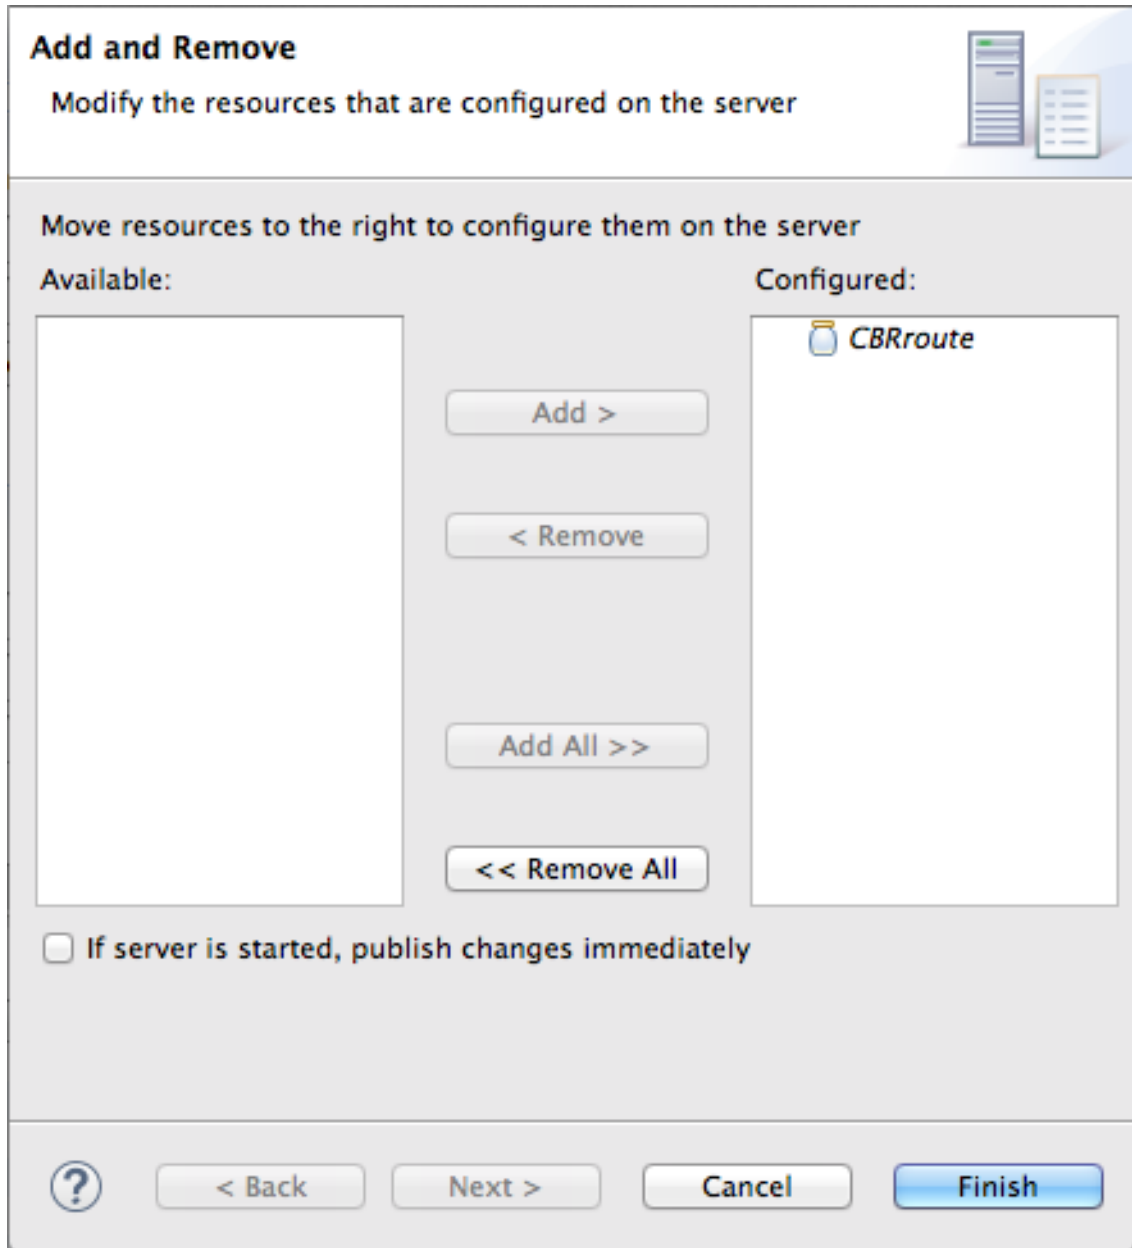 Add and Remove
Modify the resources that are configured on the server
Move resources to the right to configure them on the server
Available:
Configured:
CBRroute
Add >
< Remove
Add All >>
<< Remove All
If server is started, publish changes immediately
?
< Back
Next >
Cancel
Finish